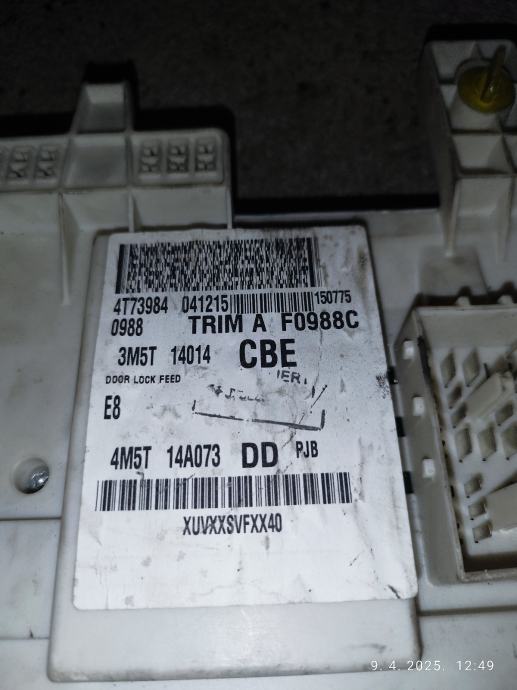 4T73984 041215 150775
0988 TRIM A F0988C
3M5T 14014 CBE
DOOR LOCK FEED
E8
4M5T 14A073 DD PJB
XUVXXSVFXX40
9. 4. 2025. 12:49